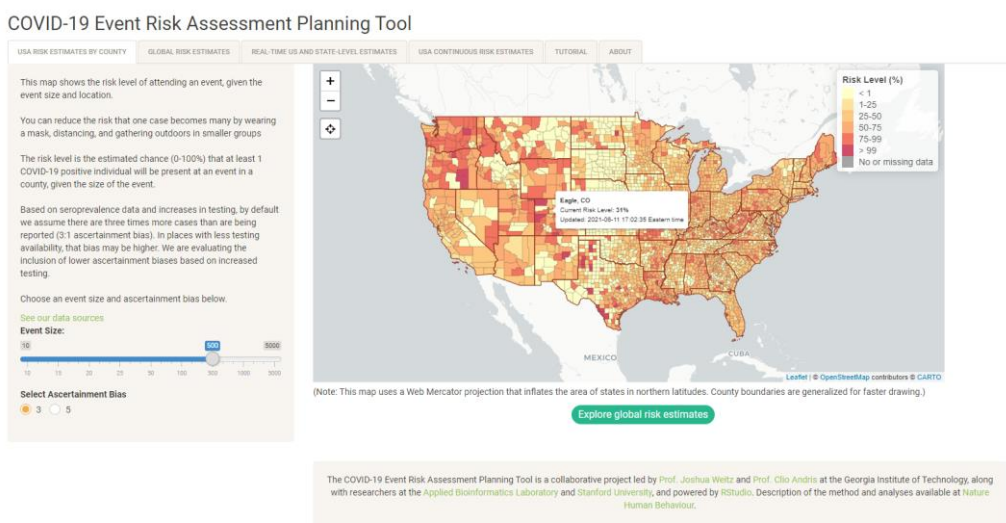 COVID-19 Event Risk Assessment Planning Tool
USA RISK ESTIMATES BY COUNTY
GLOBAL RISK ESTIMATES
REAL-TIME US AND STATE-LEVEL ESTIMATES
USA CONTINUOUS RISK ESTIMATES
TUTORIAL
ABOUT
This map shows the risk level of attending an event, given the
event size and location.
You can reduce the risk that one case becomes many by wearing
a mask, distancing, and gathering outdoors in smaller groups
The risk level is the estimated chance (0-100%) that at least 1
COVID-19 positive individual will be present at an event in a
county, given the size of the event.
Based on seroprevalence data and increases in testing, by default
we assume there are three times more cases than are being
reported (3:1 ascertainment bias). In places with less testing
availability, that bias may be higher. We are evaluating the
inclusion of lower ascertainment biases based on increased
testing.
Choose an event size and ascertainment bias below.
See our data sources
Event Size:
10
500
5000
10
15
20
25
50
100
300
1000
5000
Select Ascertainment Bias
3
5
+
−
Risk Level (%)
< 1
1-25
25-50
50-75
75-99
> 99
No or missing data
Eagle, CO
Current Risk Level: 31%
Updated: 2021-06-11 17:02:35 Eastern time
MEXICO
CUBA
Leaflet | © OpenStreetMap contributors © CARTO
(Note: This map uses a Web Mercator projection that inflates the area of states in northern latitudes. County boundaries are generalized for faster drawing.)
Explore global risk estimates
The COVID-19 Event Risk Assessment Planning Tool is a collaborative project led by Prof. Joshua Weitz and Prof. Clio Andris at the Georgia Institute of Technology, along
with researchers at the Applied Bioinformatics Laboratory and Stanford University, and powered by RStudio. Description of the method and analyses available at Nature
Human Behaviour.